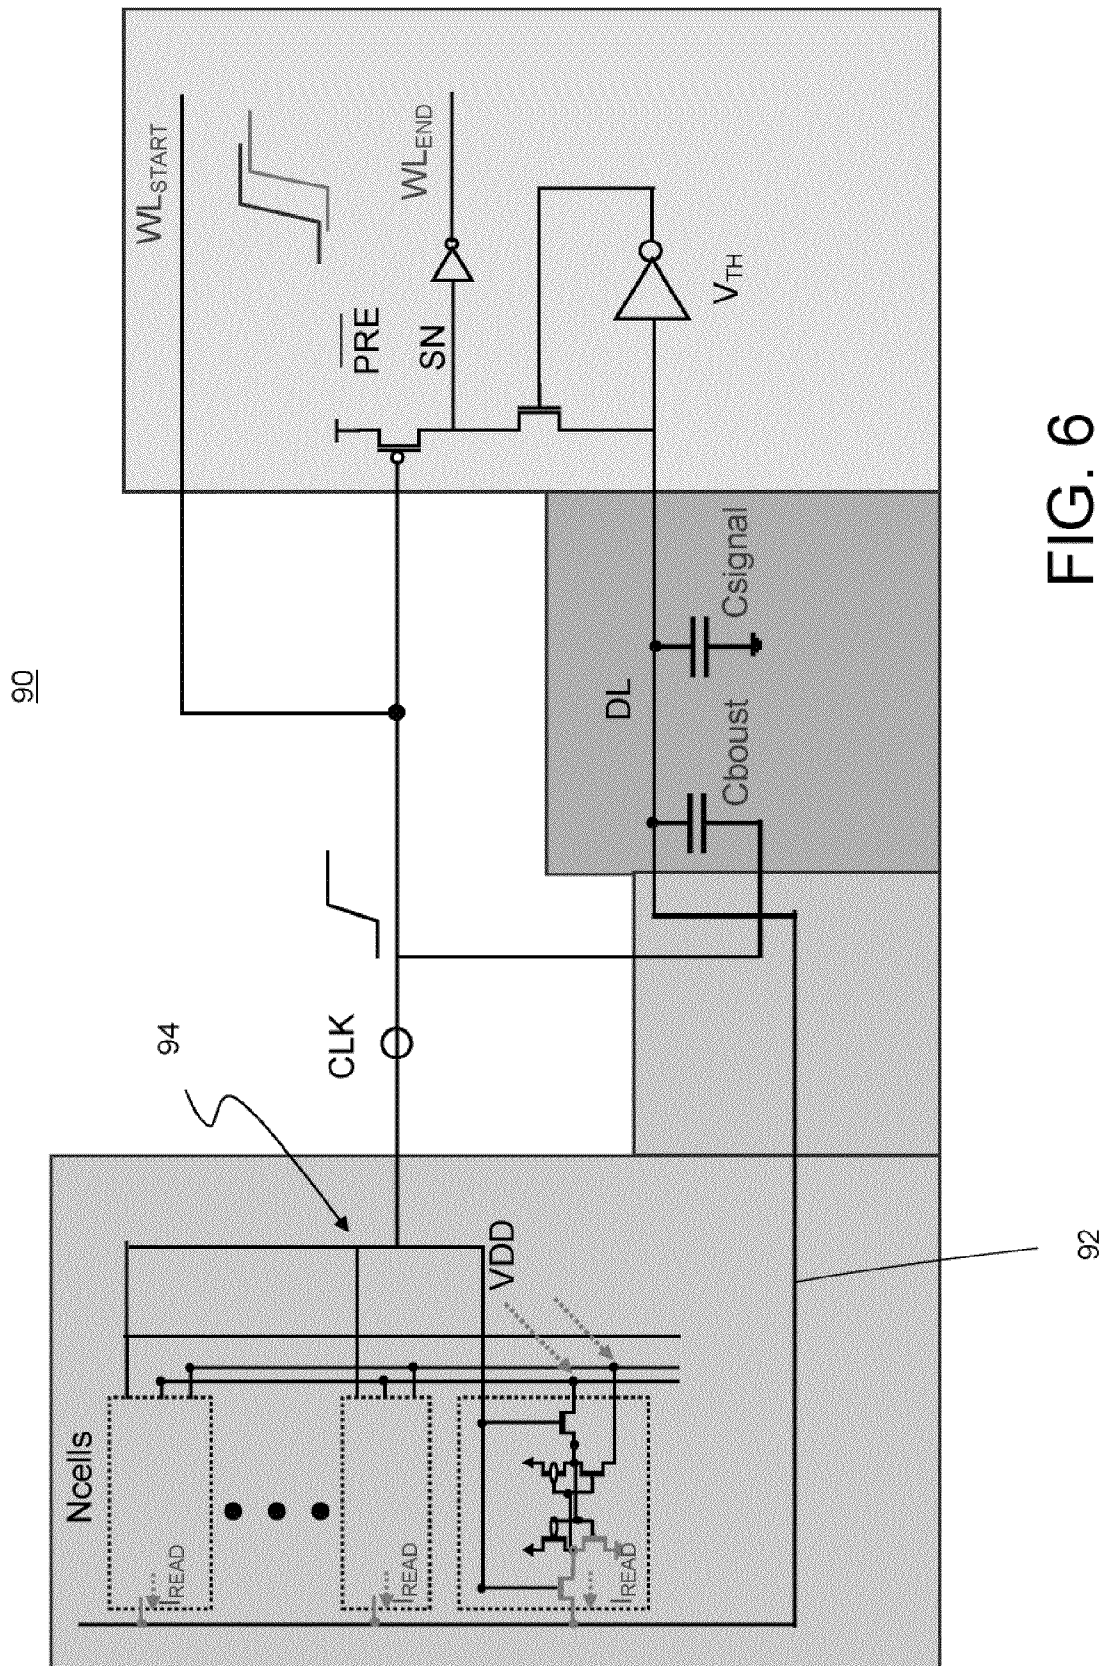 90
WLSTART
PRE
SN
WLEND
VTH
CLK
94
DL
Cboust
Csignal
Ncells
VDD
IREAD
IREAD
IREAD
92
FIG. 6